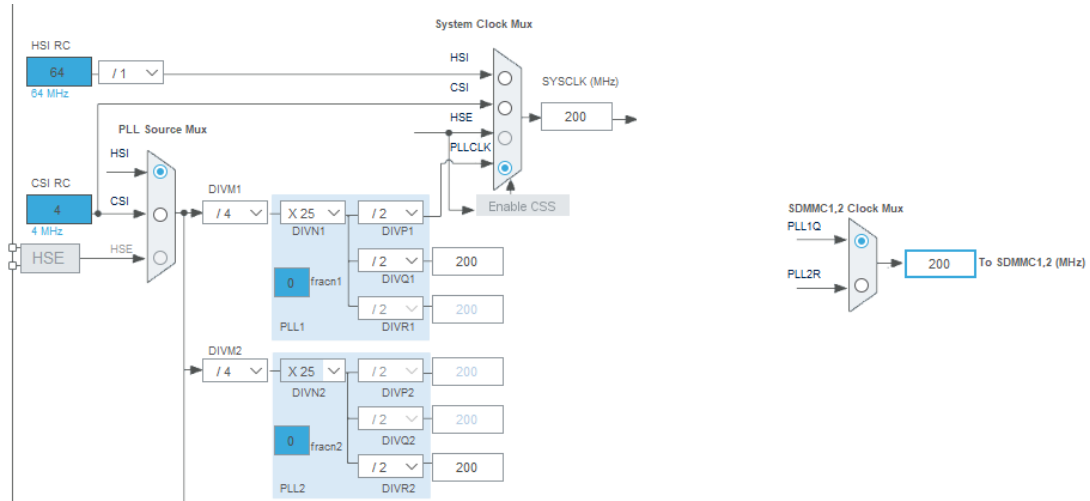 System Clock Mux
HSI RC
64
/ 1
64 MHz
HSI
CSI
HSE
PLLCLK
SYSCLK (MHz)
200
Enable CSS
PLL Source Mux
HSI
CSI
HSE
CSI RC
4
4 MHz
HSE
DIVM1
/ 4
X 25
DIVN1
/ 2
DIVP1
/ 2
200
DIVQ1
0
fracn1
/ 2
200
DIVR1
PLL1
SDMMC1,2 Clock Mux
PLL1Q
200
To SDMMC1,2 (MHz)
PLL2R
DIVM2
/ 4
X 25
DIVN2
/ 2
200
DIVP2
/ 2
200
DIVQ2
0
fracn2
/ 2
200
DIVR2
PLL2